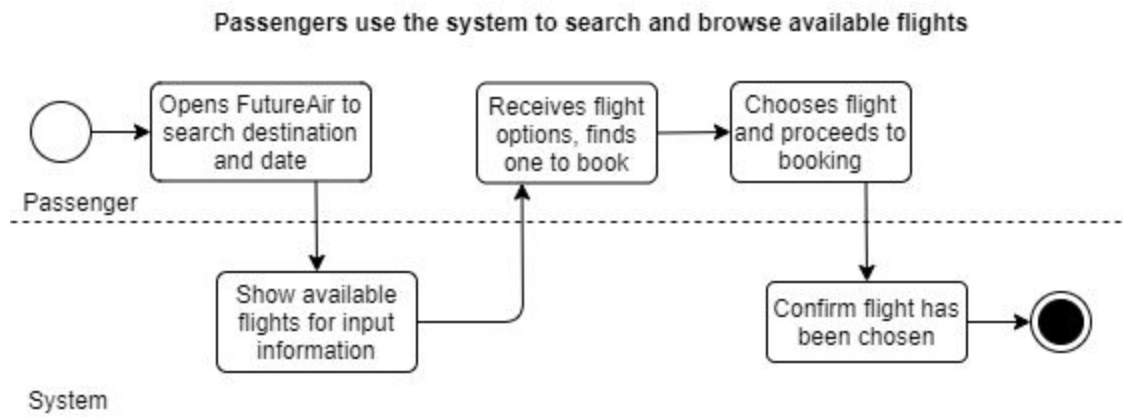 Passengers use the system to search and browse available flights
Opens FutureAir to
search destination
and date
Receives flight
options, finds
one to book
Chooses flight
and proceeds to
booking
Passenger
Show available
flights for input
information
Confirm flight has
been chosen
System